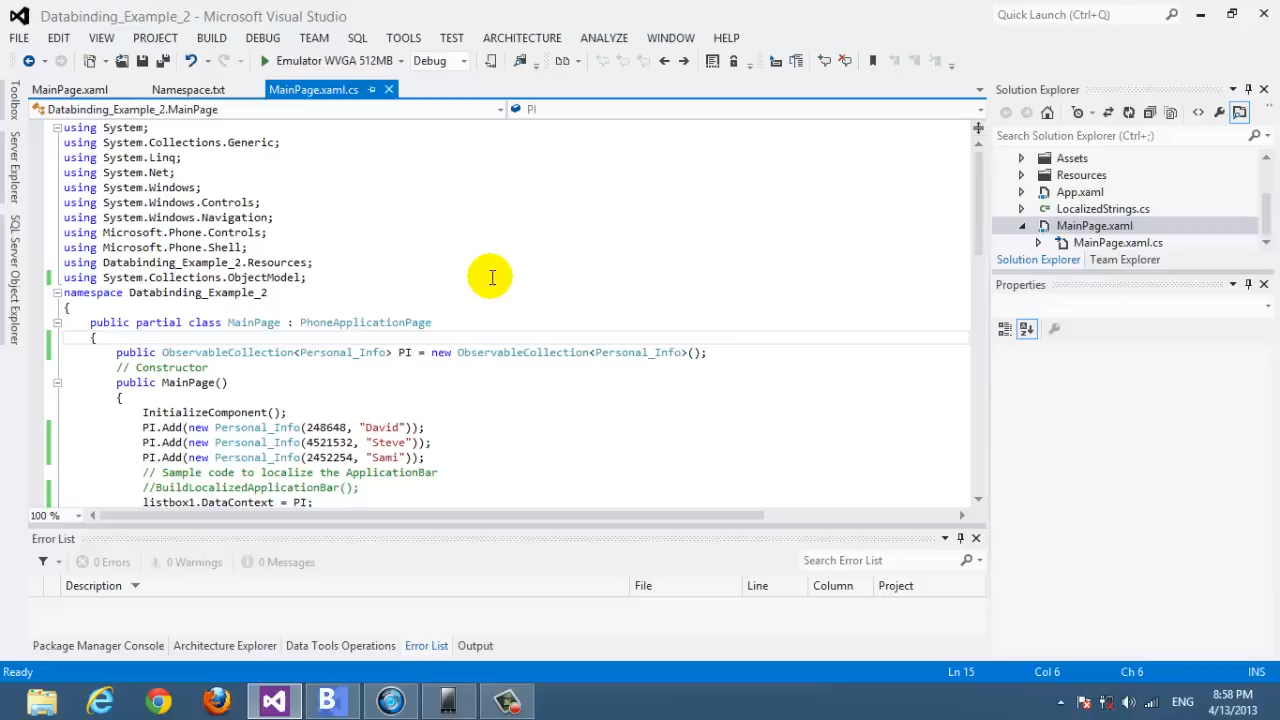 Databinding_Example_2 - Microsoft Visual Studio
Quick Launch (Ctrl+Q)
FILE EDIT VIEW PROJECT BUILD DEBUG TEAM SQL TOOLS TEST ARCHITECTURE ANALYZE WINDOW HELP
Emulator WVGA 512MB Debug
MainPage.xaml Namespace.txt MainPage.xaml.cs
Databinding_Example_2.MainPage PI
Toolbox
Server Explorer
SQL Server Object Explorer
using System;
using System.Collections.Generic;
using System.Linq;
using System.Net;
using System.Windows;
using System.Windows.Controls;
using System.Windows.Navigation;
using Microsoft.Phone.Controls;
using Microsoft.Phone.Shell;
using Databinding_Example_2.Resources;
using System.Collections.ObjectModel;
namespace Databinding_Example_2
{
public partial class MainPage : PhoneApplicationPage
{
public ObservableCollection<Personal_Info> PI = new ObservableCollection<Personal_Info>();
// Constructor
public MainPage()
{
InitializeComponent();
PI.Add(new Personal_Info(248648, "David"));
PI.Add(new Personal_Info(4521532, "Steve"));
PI.Add(new Personal_Info(2452254, "Sami"));
// Sample code to localize the ApplicationBar
//BuildLocalizedApplicationBar();
listbox1.DataContext = PI;
100 %
Solution Explorer
Search Solution Explorer (Ctrl+;)
Assets
Resources
App.xaml
LocalizedStrings.cs
MainPage.xaml
MainPage.xaml.cs
Solution Explorer Team Explorer
Properties
Error List
0 Errors 0 Warnings 0 Messages Search Error List
Description File Line Column Project
Package Manager Console Architecture Explorer Data Tools Operations Error List Output
Ready Ln 15 Col 6 Ch 6 INS
ENG 8:58 PM
4/13/2013